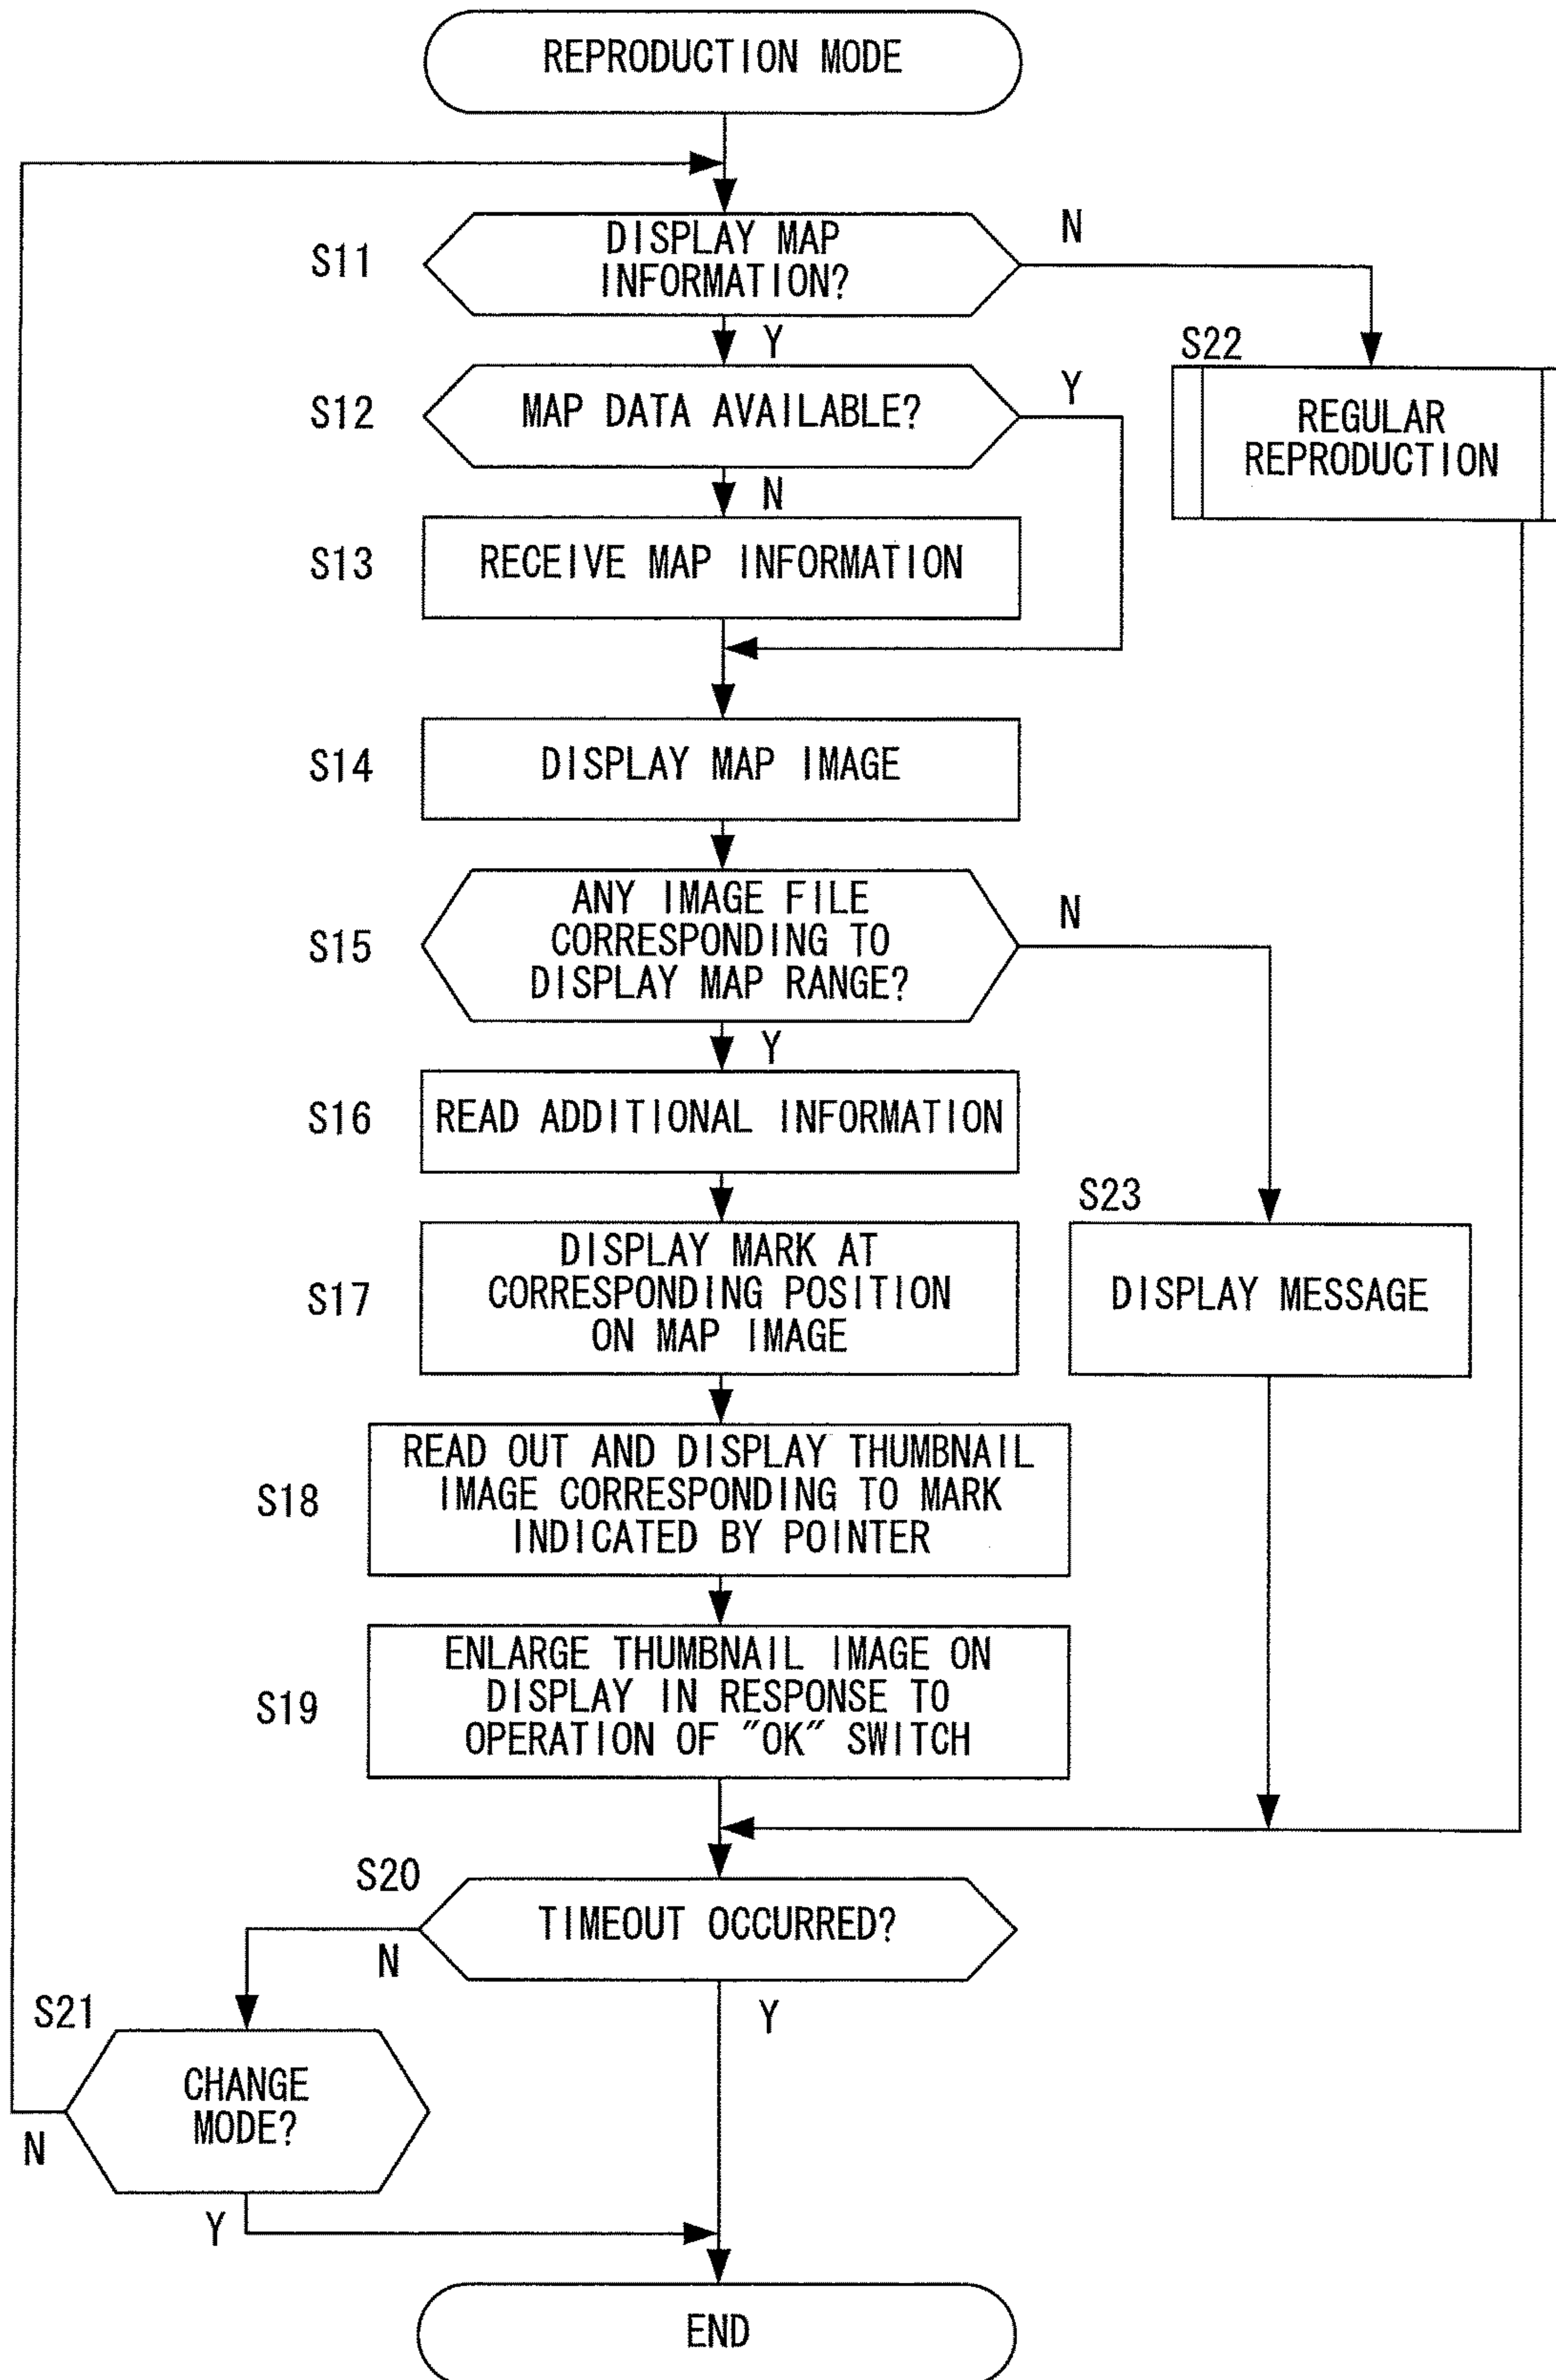 REPRODUCTION MODE
S11
DISPLAY MAP
INFORMATION?
N
Y
S22
REGULAR
REPRODUCTION
S12
MAP DATA AVAILABLE?
Y
N
S13
RECEIVE MAP INFORMATION
S14
DISPLAY MAP IMAGE
S15
ANY IMAGE FILE
CORRESPONDING TO
DISPLAY MAP RANGE?
N
Y
S16
READ ADDITIONAL INFORMATION
S17
DISPLAY MARK AT
CORRESPONDING POSITION
ON MAP IMAGE
S23
DISPLAY MESSAGE
S18
READ OUT AND DISPLAY THUMBNAIL
IMAGE CORRESPONDING TO MARK
INDICATED BY POINTER
S19
ENLARGE THUMBNAIL IMAGE ON
DISPLAY IN RESPONSE TO
OPERATION OF "OK" SWITCH
S20
TIMEOUT OCCURRED?
N
Y
S21
CHANGE
MODE?
N
Y
END